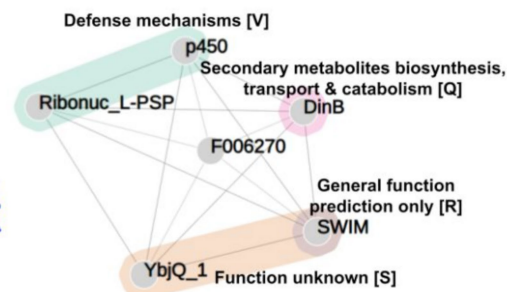 Defense mechanisms [V]
p450
Secondary metabolites biosynthesis,
transport & catabolism [Q]
Ribonuc_L-PSP
DinB
F006270
General function
prediction only [R]
SWIM
YbjQ_1
Function unknown [S]